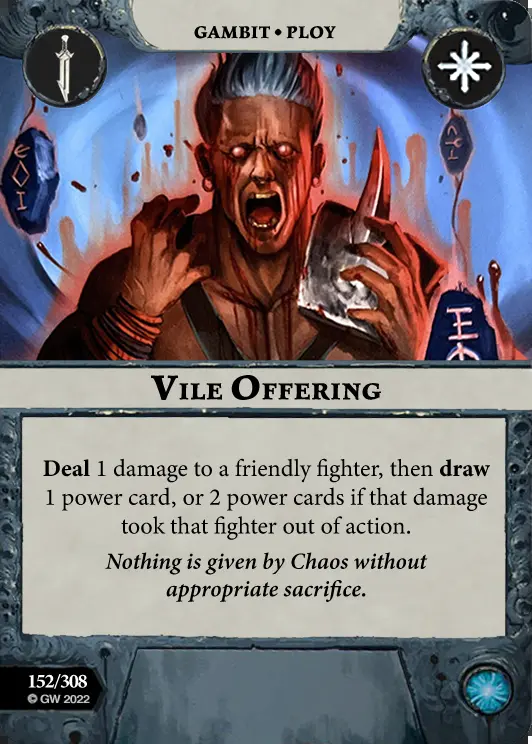 GAMBIT • PLOY
VILE OFFERING
Deal 1 damage to a friendly fighter, then draw
1 power card, or 2 power cards if that damage
took that fighter out of action.
Nothing is given by Chaos without
appropriate sacrifice.
152/308
© GW 2022